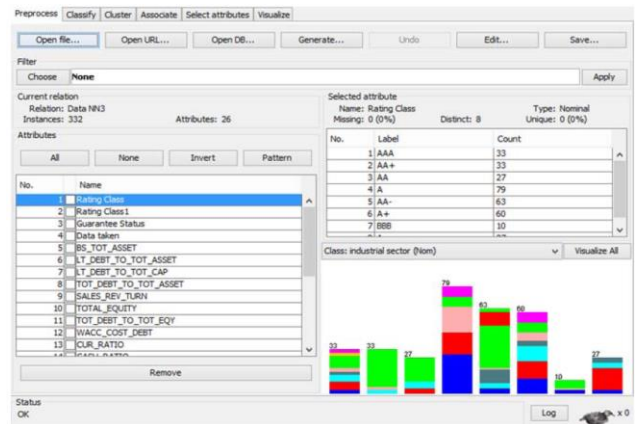 Preprocess Classify Cluster Associate Select attributes Visualize
Open file... Open URL... Open DB... Generate... Undo Edit... Save...
Filter
Choose None Apply
Current relation
Relation: Data NN3
Instances: 332 Attributes: 26
Attributes
All None Invert Pattern
No. Name
1 Rating Class
2 Rating Class1
3 Guarantee Status
4 Data taken
5 BS_TOT_ASSET
6 LT_DEBT_TO_TOT_ASSET
7 LT_DEBT_TO_TOT_CAP
8 TOT_DEBT_TO_TOT_ASSET
9 SALES_REV_TURN
10 TOTAL_EQUITY
11 TOT_DEBT_TO_TOT_EQY
12 WACC_COST_DEBT
13 CUR_RATIO
14 CASH_RATIO
Remove
Selected attribute
Name: Rating Class Type: Nominal
Missing: 0 (0%) Distinct: 8 Unique: 0 (0%)
No. Label Count
1 AAA 33
2 AA+ 33
3 AA 27
4 A 79
5 AA- 63
6 A+ 60
7 BBB 10
Class: industrial sector (Nom) Visualize All
33 33 27 79 63 60 10 27
Status
OK Log x 0